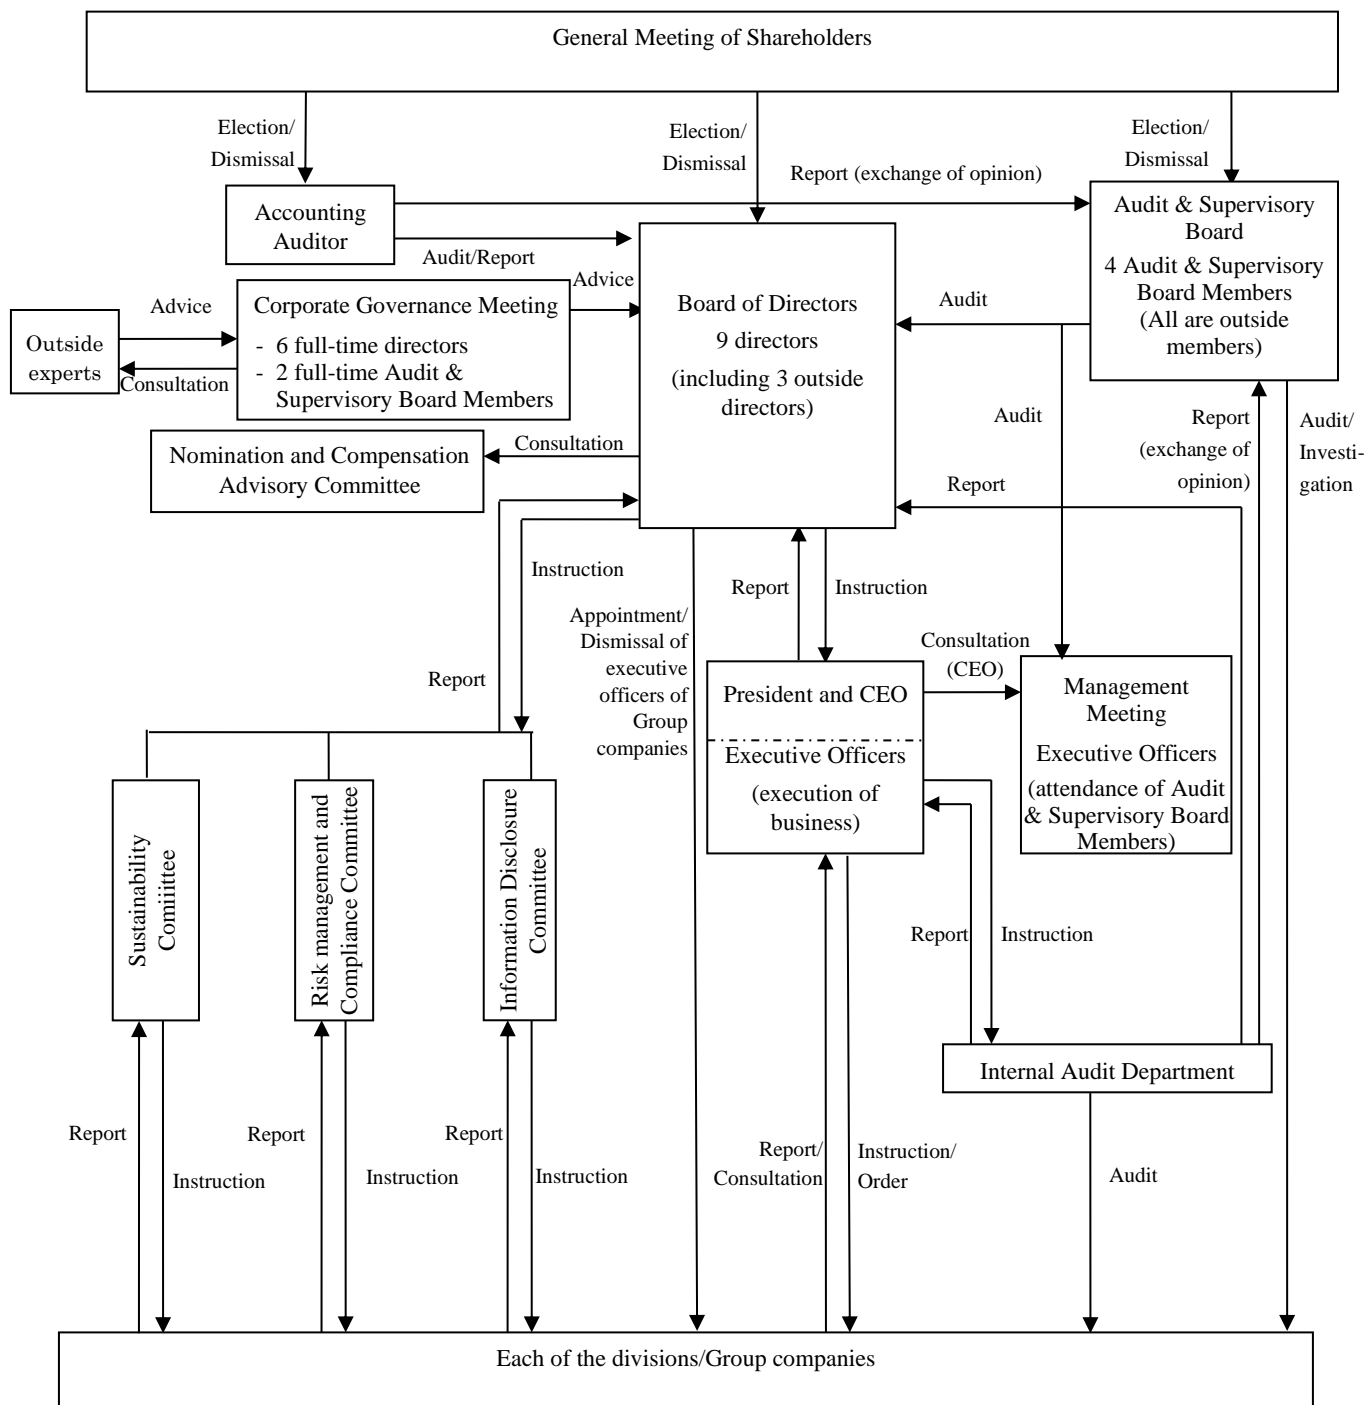 General Meeting of Shareholders
Election/
Dismissal
Election/
Dismissal
Election/
Dismissal
Report (exchange of opinion)
Accounting
Auditor
Audit/Report
Audit & Supervisory
Board
4 Audit & Supervisory
Board Members
(All are outside
members)
Advice
Outside
experts
Consultation
Corporate Governance Meeting
- 6 full-time directors
- 2 full-time Audit &
Supervisory Board Members
Advice
Board of Directors
9 directors
(including 3 outside
directors)
Audit
Audit
Report
(exchange of
opinion)
Audit/
Investi-
gation
Nomination and Compensation
Advisory Committee
Consultation
Report
Instruction
Report
Appointment/
Dismissal of
executive
officers of
Group
companies
Report
Instruction
Consultation
(CEO)
President and CEO
Executive Officers
(execution of
business)
Management
Meeting
Executive Officers
(attendance of Audit
& Supervisory Board
Members)
Sustainability
Comiiittee
Risk management and
Compliance Committee
Information Disclosure
Committee
Report
Instruction
Internal Audit Department
Report
Instruction
Report
Instruction
Report
Instruction
Report/
Consultation
Instruction/
Order
Audit
Each of the divisions/Group companies